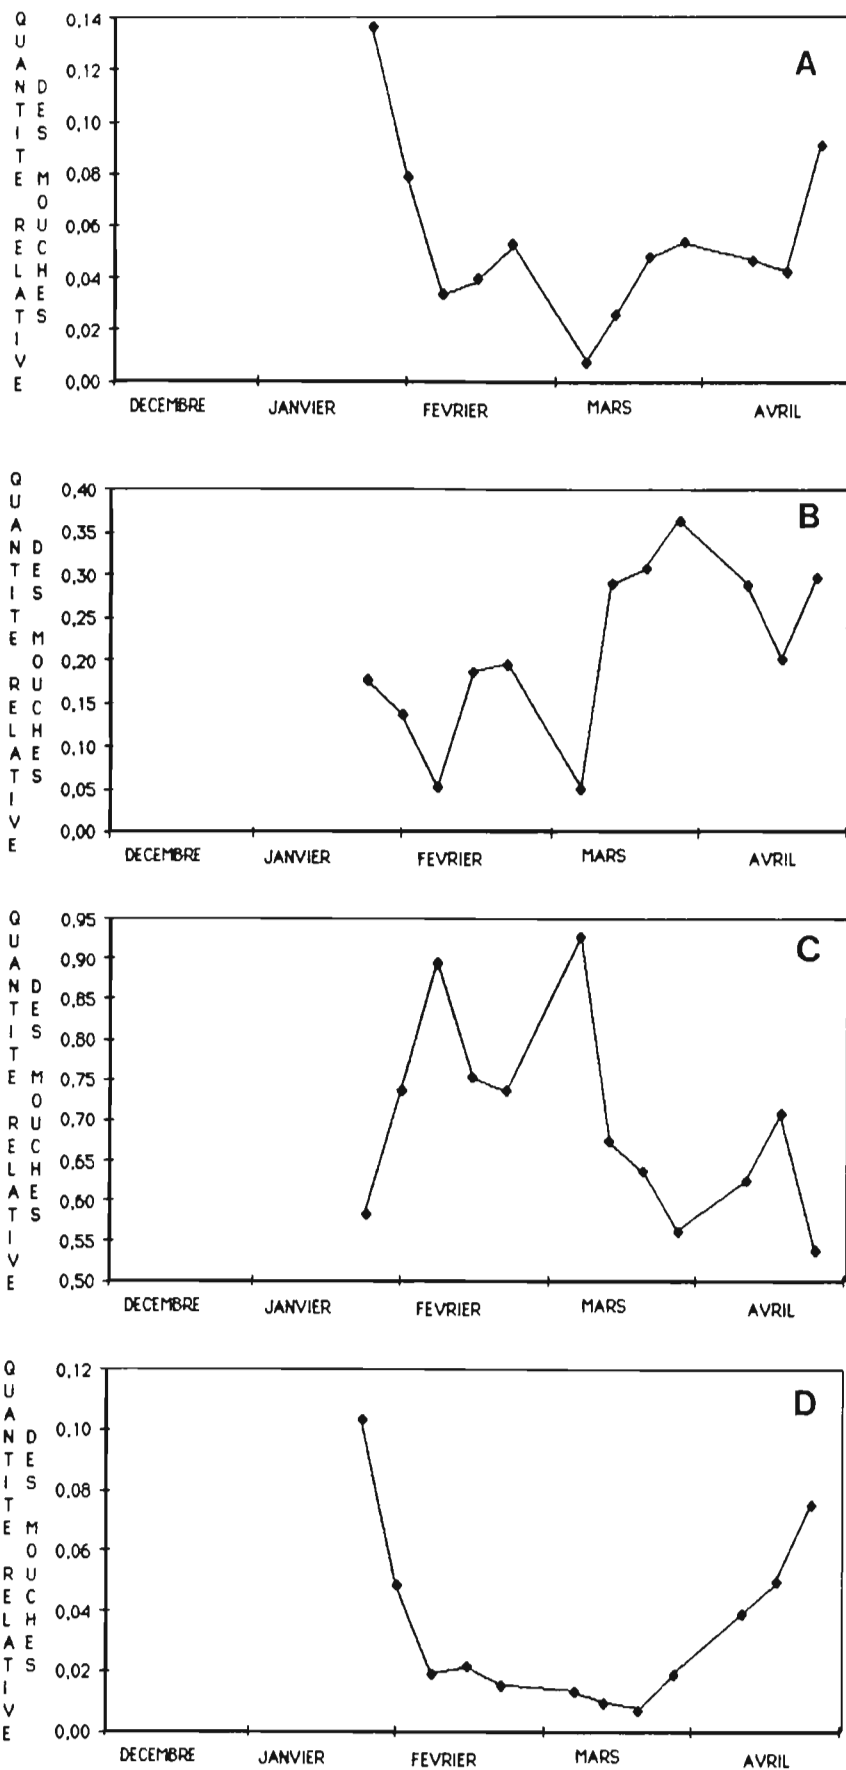 QUANTITE RELATIVE
DES MOUCHES
A
0,14
0,12
0,10
0,08
0,06
0,04
0,02
0,00
DECEMBRE JANVIER FEVRIER MARS AVRIL
QUANTITE RELATIVE
DES MOUCHES
B
0,40
0,35
0,30
0,25
0,20
0,15
0,10
0,05
0,00
DECEMBRE JANVIER FEVRIER MARS AVRIL
QUANTITE RELATIVE
DES MOUCHES
C
0,95
0,90
0,85
0,80
0,75
0,70
0,65
0,60
0,55
0,50
DECEMBRE JANVIER FEVRIER MARS AVRIL
QUANTITE RELATIVE
DES MOUCHES
D
0.12
0.10
0.08
0.06
0.04
0.02
0.00
DECEMBRE JANVIER FEVRIER MARS AVRIL